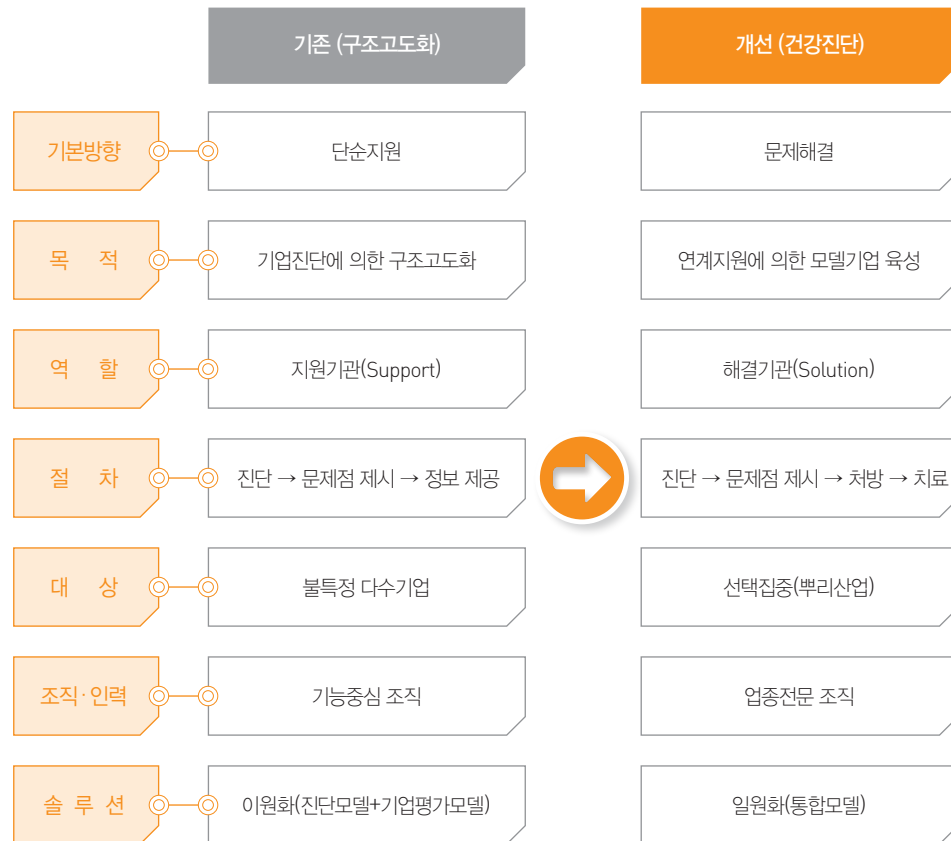 기존 (구조고도화) 개선 (건강진단)
기본방향 단순지원 문제해결
목 적 기업진단에 의한 구조고도화 연계지원에 의한 모델기업 육성
역 할 지원기관(Support) 해결기관(Solution)
절 차 진단 → 문제점 제시 → 정보 제공 진단 → 문제점 제시 → 처방 → 치료
대 상 불특정 다수기업 선택집중(뿌리산업)
조직·인력 기능중심 조직 업종전문 조직
솔 루 션 이원화(진단모델+기업평가모델) 일원화(통합모델)